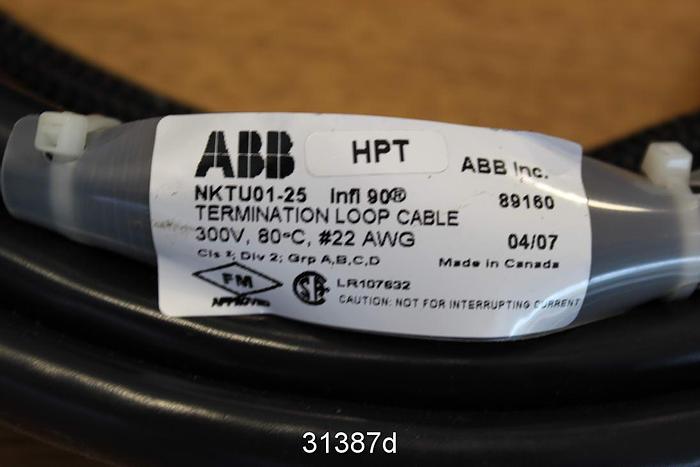 ABB HPT ABB Inc.
NKTU01-25 Infi 90® 89160
TERMINATION LOOP CABLE
300V, 80°C, #22 AWG 04/07
Cls 1; Div 2; Grp A,B,C,D Made in Canada
FM
APPROVED
LR107632
CAUTION: NOT FOR INTERRUPTING CURRENT
31387d